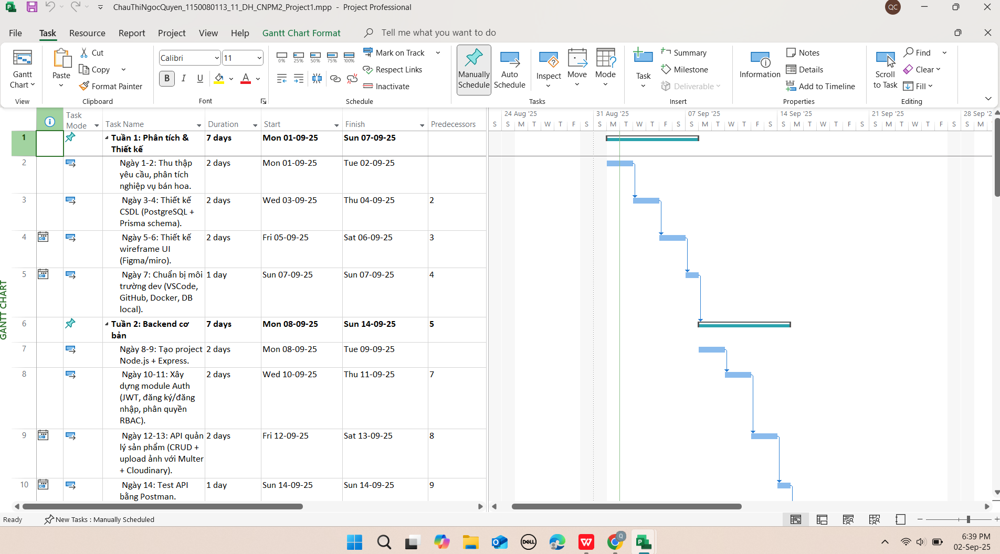 ChauThiNgocQuyen_1150080113_11_DH_CNPM2_Project1.mpp - Project Professional
QC
File Task Resource Report Project View Help Gantt Chart Format Tell me what you want to do
Gantt Chart
View
Paste
Cut
Copy
Format Painter
Clipboard
Calibri 11
B I U A
Font
0% 25% 50% 75% 100%
Mark on Track
Respect Links
Inactivate
Schedule
Manually Schedule
Auto Schedule
Inspect
Move
Mode
Tasks
Task
Summary
Milestone
Deliverable
Insert
Information
Notes
Details
Add to Timeline
Properties
Scroll to Task
Find
Clear
Fill
Editing
Task Mode Task Name Duration Start Finish Predecessors
24 Aug '25 31 Aug '25 07 Sep '25 14 Sep '25 21 Sep '25 28 Sep '2
S S M T W T F S S M T W T F S S M T W T F S S M T W T F S S M T W T F S S M
GANTT CHART
1 Tuần 1: Phân tích & 7 days Mon 01-09-25 Sun 07-09-25
Thiết kế
2 Ngày 1-2: Thu thập 2 days Mon 01-09-25 Tue 02-09-25
yêu cầu, phân tích
nghiệp vụ bán hoa.
3 Ngày 3-4: Thiết kế 2 days Wed 03-09-25 Thu 04-09-25 2
CSDL (PostgreSQL +
Prisma schema).
4 Ngày 5-6: Thiết kế 2 days Fri 05-09-25 Sat 06-09-25 3
wireframe UI
(Figma/miro).
5 Ngày 7: Chuẩn bị môi 1 day Sun 07-09-25 Sun 07-09-25 4
trường dev (VSCode,
GitHub, Docker, DB
local).
6 Tuần 2: Backend cơ 7 days Mon 08-09-25 Sun 14-09-25 5
bản
7 Ngày 8-9: Tạo project 2 days Mon 08-09-25 Tue 09-09-25
Node.js + Express.
8 Ngày 10-11: Xây 2 days Wed 10-09-25 Thu 11-09-25 7
dựng module Auth
(JWT, đăng ký/đăng
nhập, phân quyền
RBAC).
9 Ngày 12-13: API quản 2 days Fri 12-09-25 Sat 13-09-25 8
lý sản phẩm (CRUD +
upload ảnh với Multer
+ Cloudinary).
10 Ngày 14: Test API 1 day Sun 14-09-25 Sun 14-09-25 9
bằng Postman.
Ready New Tasks : Manually Scheduled
DELL
Q
6:39 PM
02-Sep-25